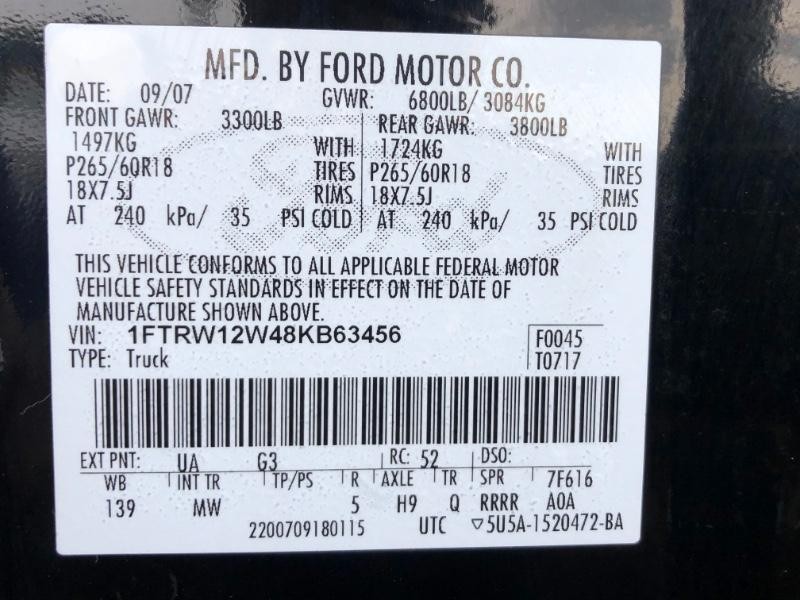 MFD. BY FORD MOTOR CO.
DATE: 09/07 GVWR: 6800LB/ 3084KG
FRONT GAWR: 3300LB REAR GAWR: 3800LB
1497KG WITH 1724KG WITH
P265/60R18 TIRES P265/60R18 TIRES
18X7.5J RIMS 18X7.5J RIMS
AT 240 kPa/ 35 PSI COLD AT 240 kPa/ 35 PSI COLD
Ford
THIS VEHICLE CONFORMS TO ALL APPLICABLE FEDERAL MOTOR
VEHICLE SAFETY STANDARDS IN EFFECT ON THE DATE OF
MANUFACTURE SHOWN ABOVE.
VIN: 1FTRW12W48KB63456 F0045
TYPE: Truck T0717
EXT PNT: UA G3 RC: 52 DSO:
WB INT TR TP/PS R AXLE TR SPR 7F616
139 MW 5 H9 Q RRRR A0A
2200709180115 UTC ▽5U5A-1520472-BA